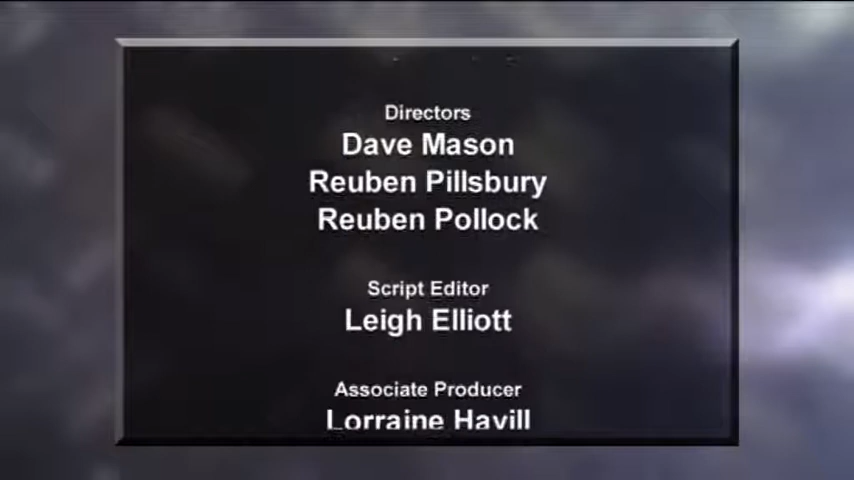 Directors
Dave Mason
Reuben Pillsbury
Reuben Pollock
Script Editor
Leigh Elliott
Associate Producer
Lorraine Havill